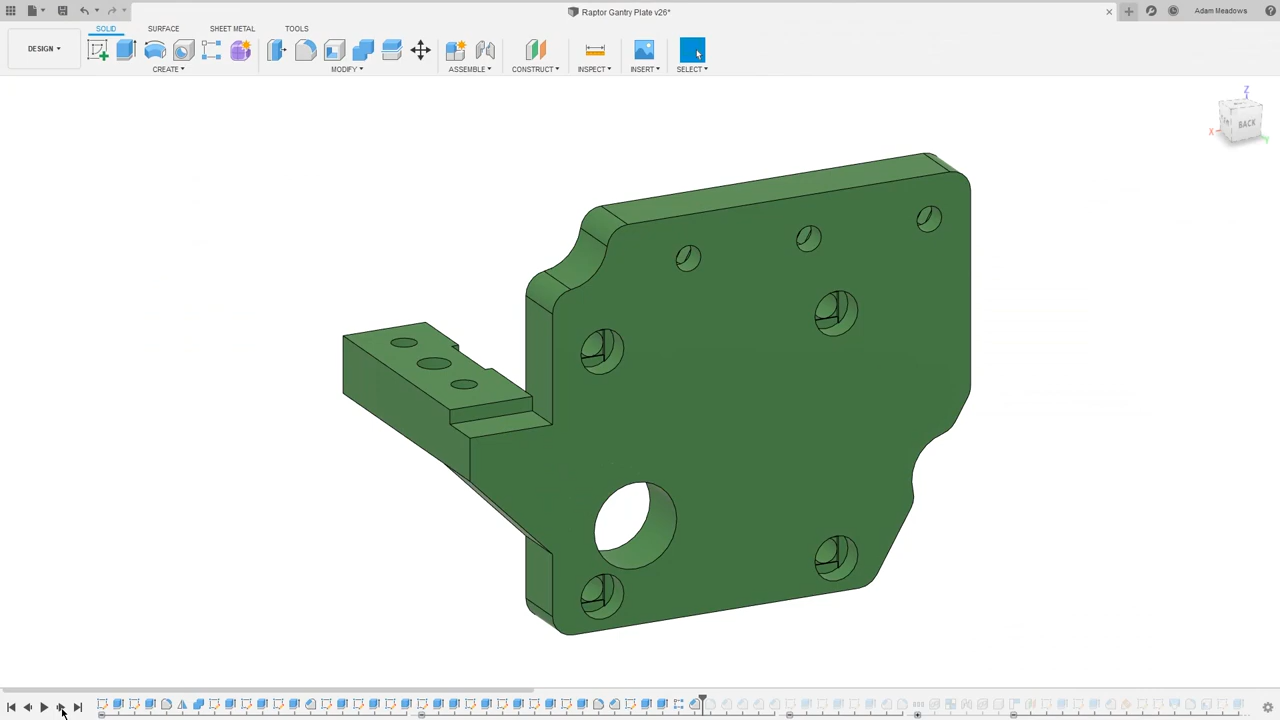 Raptor Gantry Plate v26*
Adam Meadows
SOLID
SURFACE
SHEET METAL
TOOLS
DESIGN
CREATE
MODIFY
ASSEMBLE
CONSTRUCT
INSPECT
INSERT
SELECT
Z
BACK
X
Y